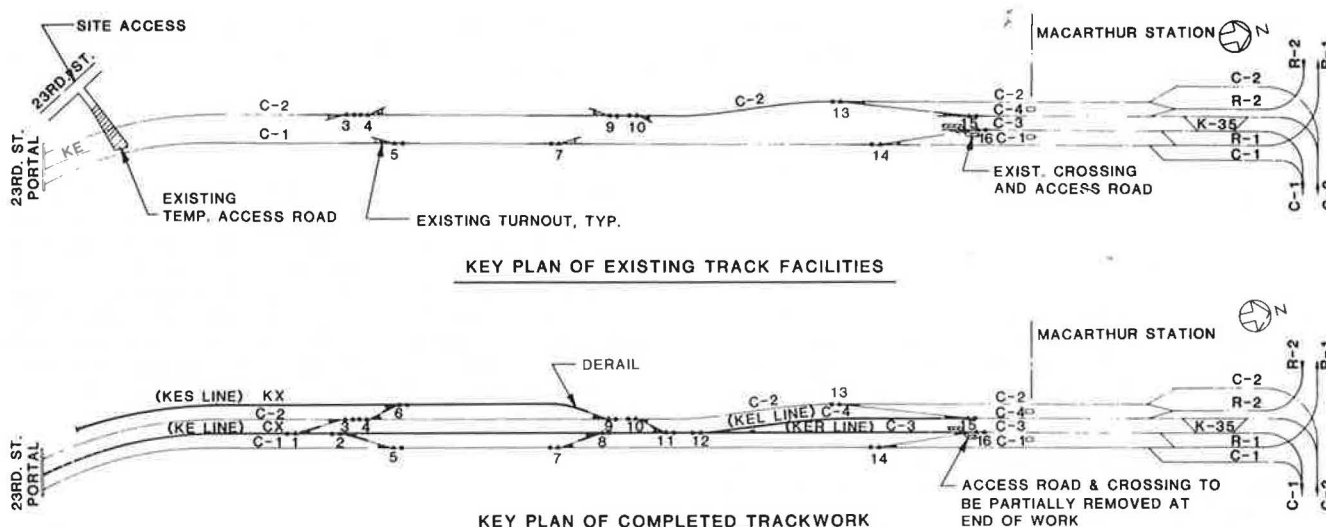 SITE ACCESS
MACARTHUR STATION
N
R-2
R-1
23RD. ST.
C-2
C-2
C-2
C-2
13
R-2
3 4
9 10
C-4
C-3
15
K-35
C-1
16
C-1
R-1
C-1
5
7
14
KE
23RD. ST.
PORTAL
EXISTING
TEMP. ACCESS ROAD
EXISTING TURNOUT, TYP.
EXIST. CROSSING
AND ACCESS ROAD
C-1
KEY PLAN OF EXISTING TRACK FACILITIES
MACARTHUR STATION
N
R-2
R-1
DERAIL
(KES LINE) KX
C-2
13
C-2
C-2
C-2
6
(KEL LINE) C-4
C-4
R-2
3 4
9 10
(KE LINE) CX
(KER LINE) C-3
15
C-3
K-35
C-1
1
2
8
11
12
16
C-1
R-1
C-1
5
7
14
23RD. ST.
PORTAL
ACCESS ROAD & CROSSING TO
BE PARTIALLY REMOVED AT
END OF WORK
C-1
KEY PLAN OF COMPLETED TRACKWORK